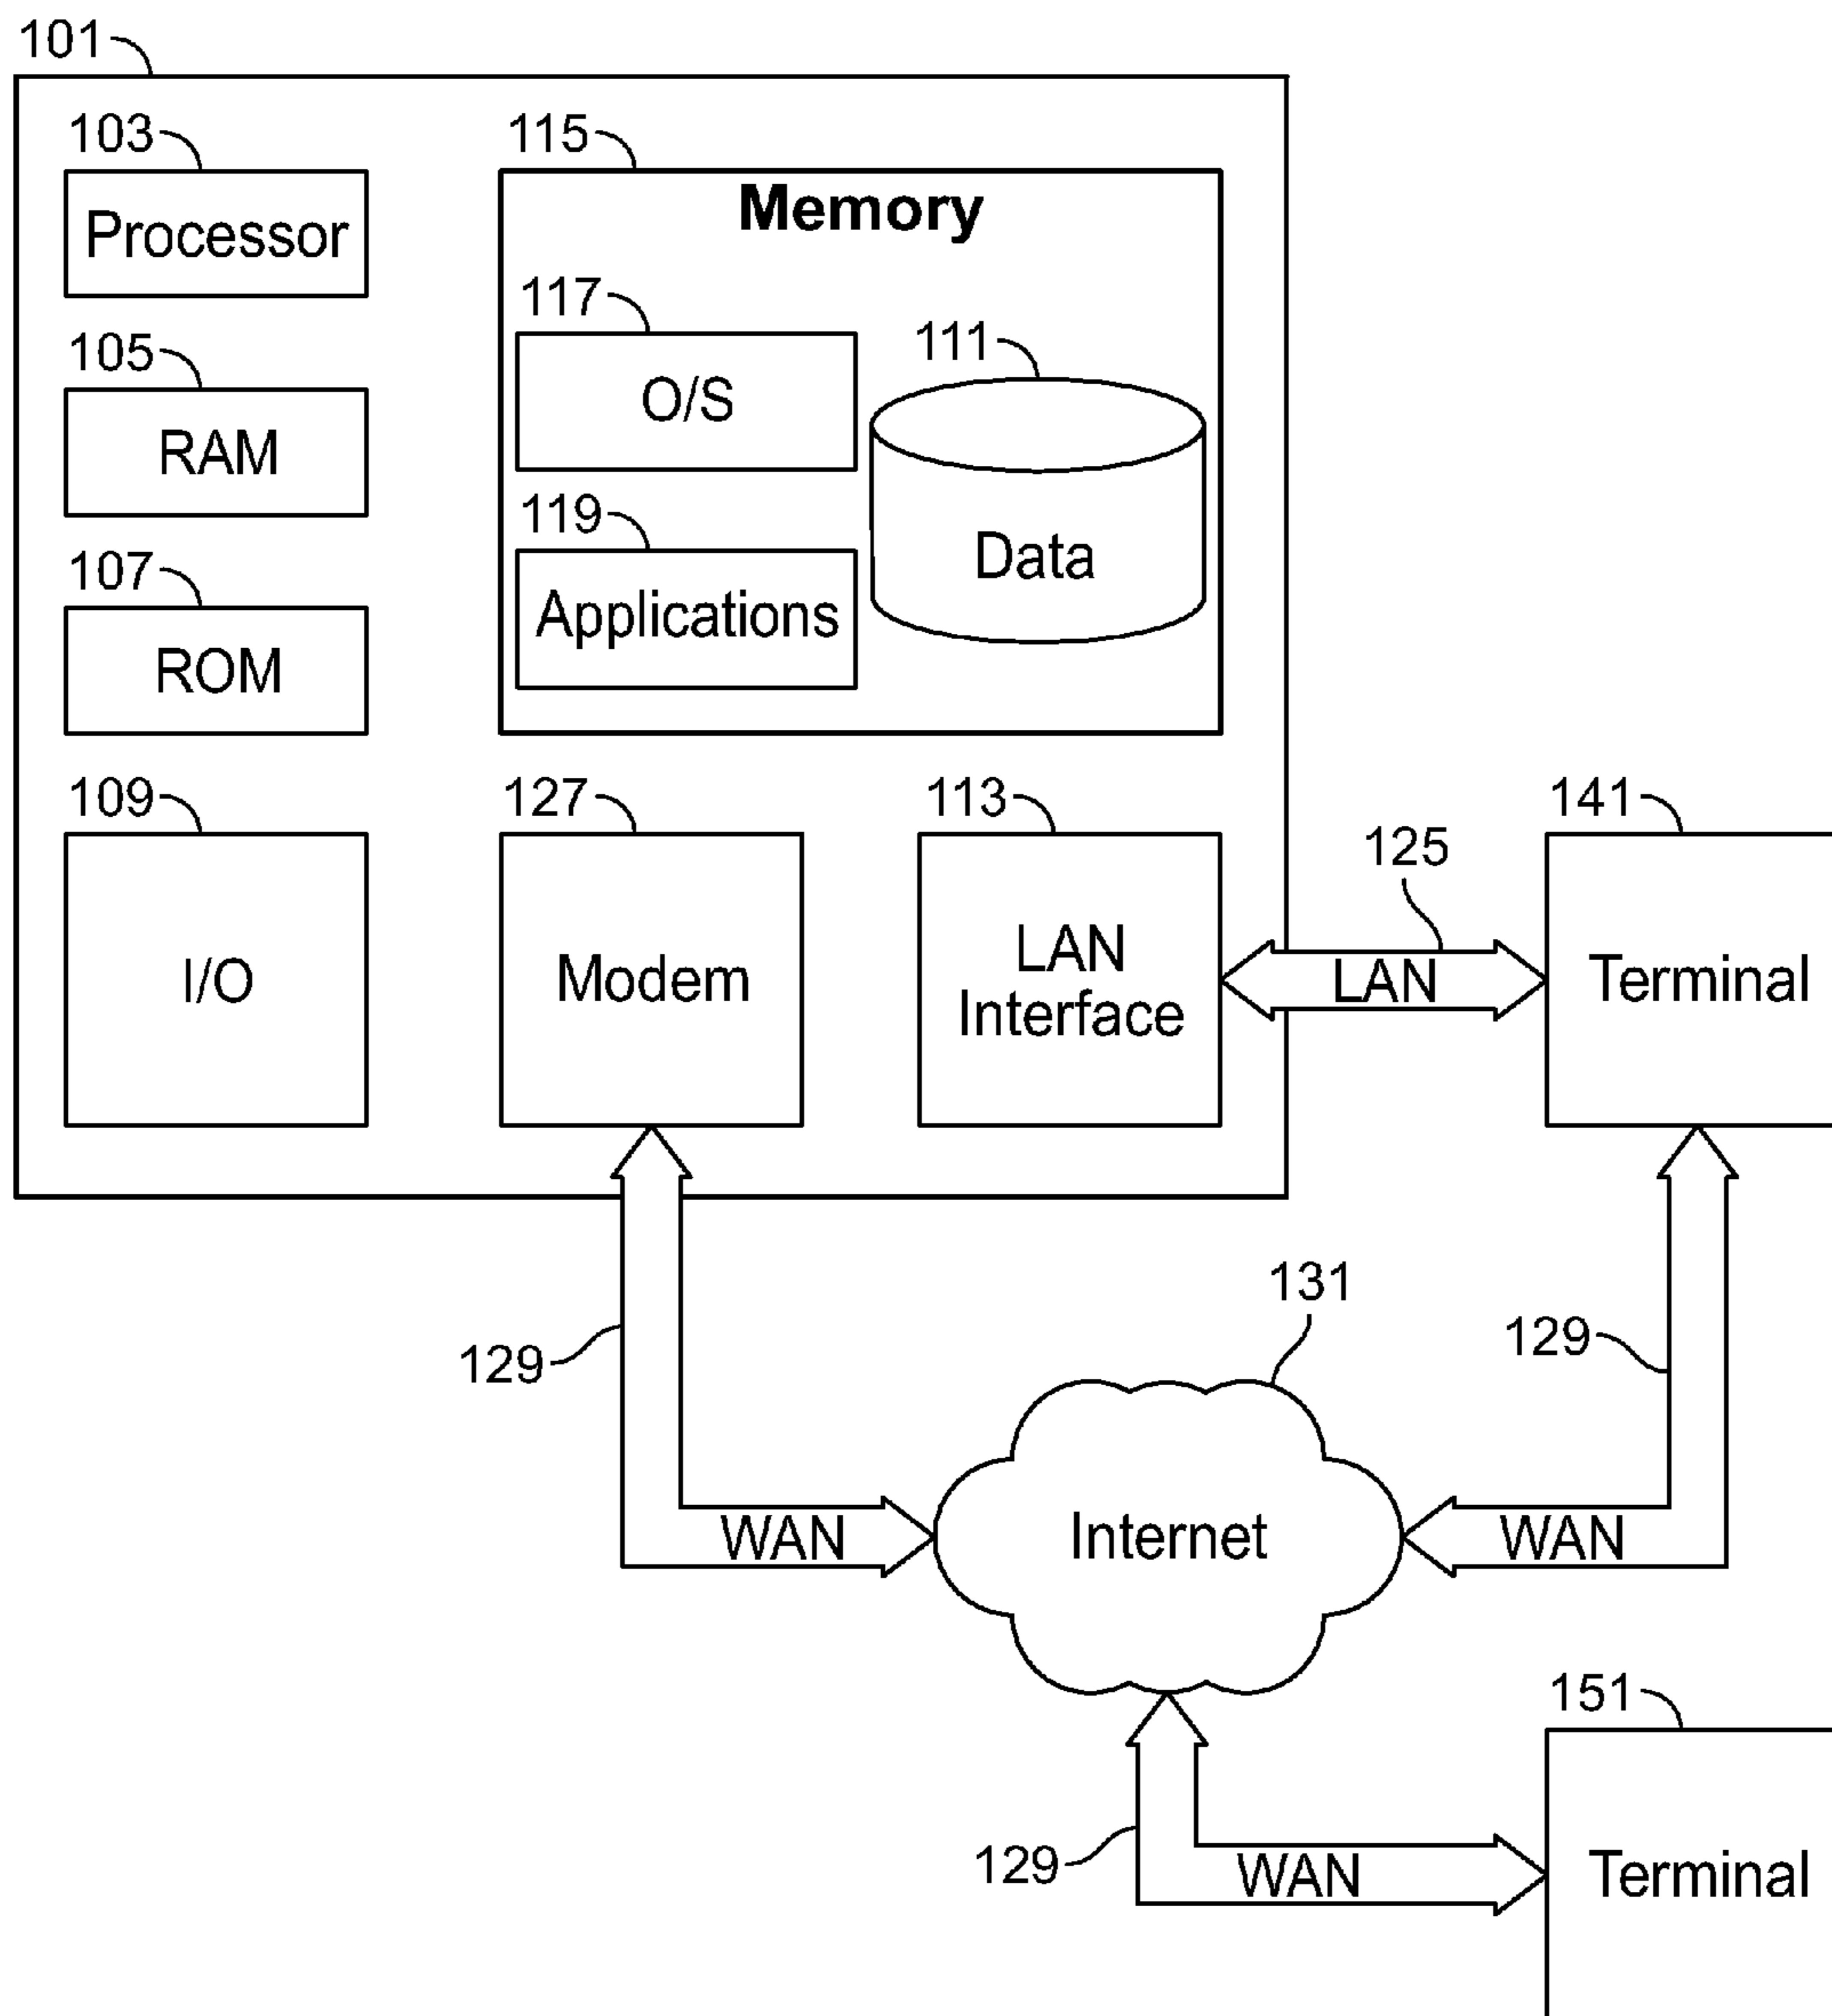 101
103
Processor
105
RAM
107
ROM
115
Memory
117
O/S
111
Data
119
Applications
109
I/O
127
Modem
113
LAN
Interface
125
LAN
141
Terminal
129
WAN
131
Internet
129
WAN
129
WAN
151
Terminal